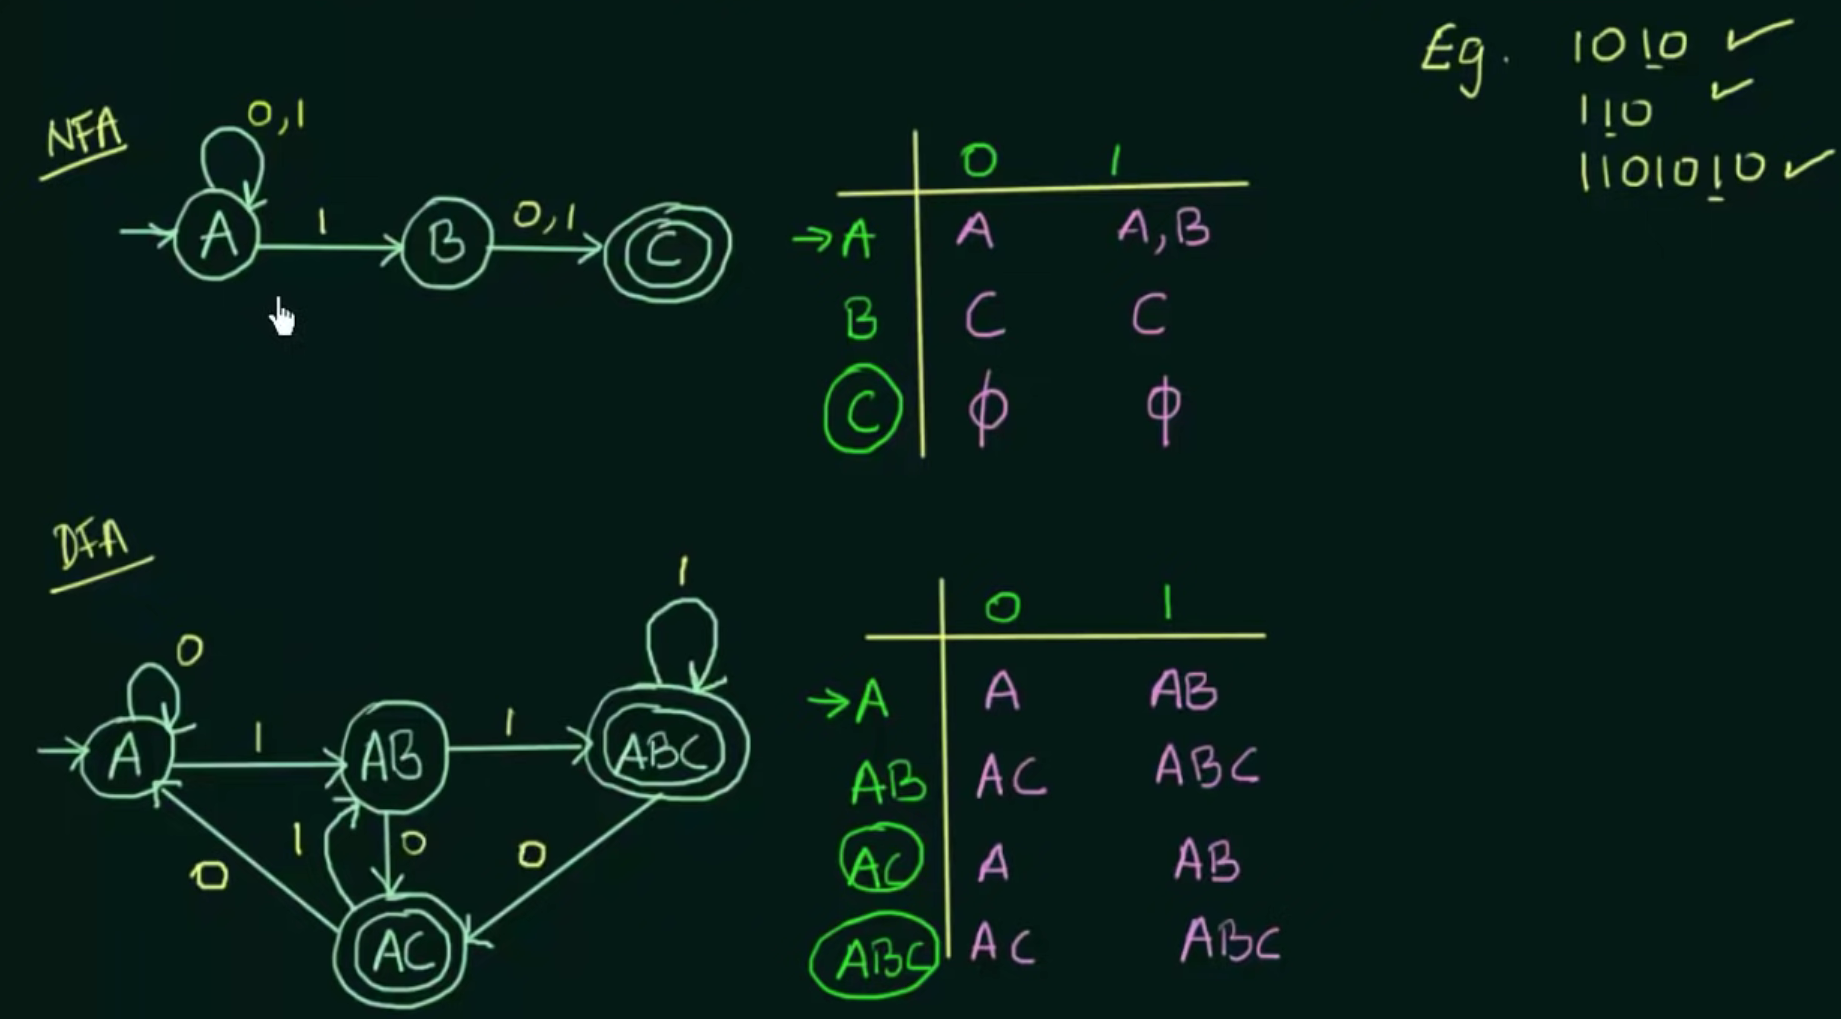 Eg. 1010 ✓
110 ✓
1101010 ✓
NFA
0,1
A 1 B 0,1 C
0 1
→A A A,B
B C C
C ϕ ϕ
DFA
1
0
A 1 AB 1 ABC
0 1 0 0
AC
0 1
→A A AB
AB AC ABC
AC A AB
ABC AC ABC